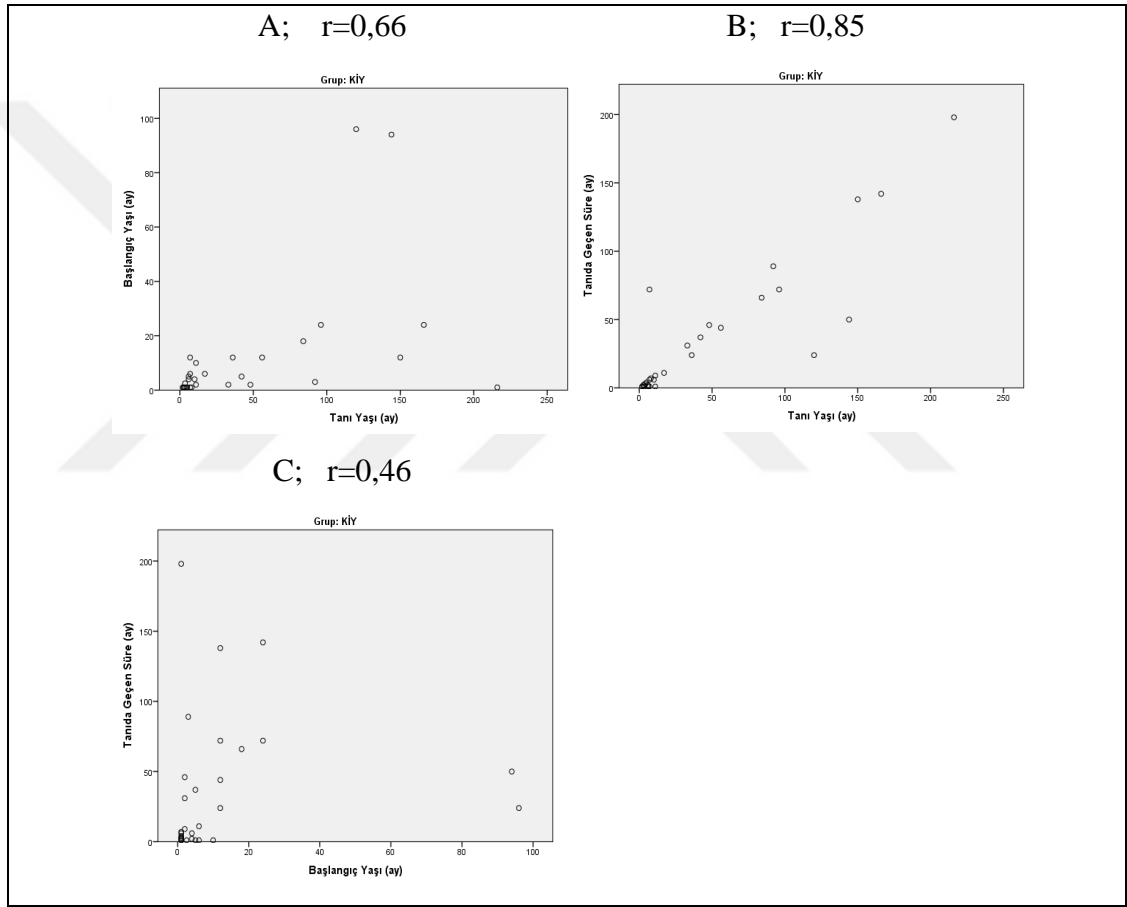 A; r=0,66
Grup: KİY
100
80
60
40
20
0
Başlangıç Yaşı (ay)
0 50 100 150 200 250
Tanı Yaşı (ay)
B; r=0,85
Grup: KİY
200
150
100
50
0
Tanıda Geçen Süre (ay)
0 50 100 150 200 250
Tanı Yaşı (ay)
C; r=0,46
Grup: KİY
200
150
100
50
0
Tanıda Geçen Süre (ay)
0 20 40 60 80 100
Başlangıç Yaşı (ay)